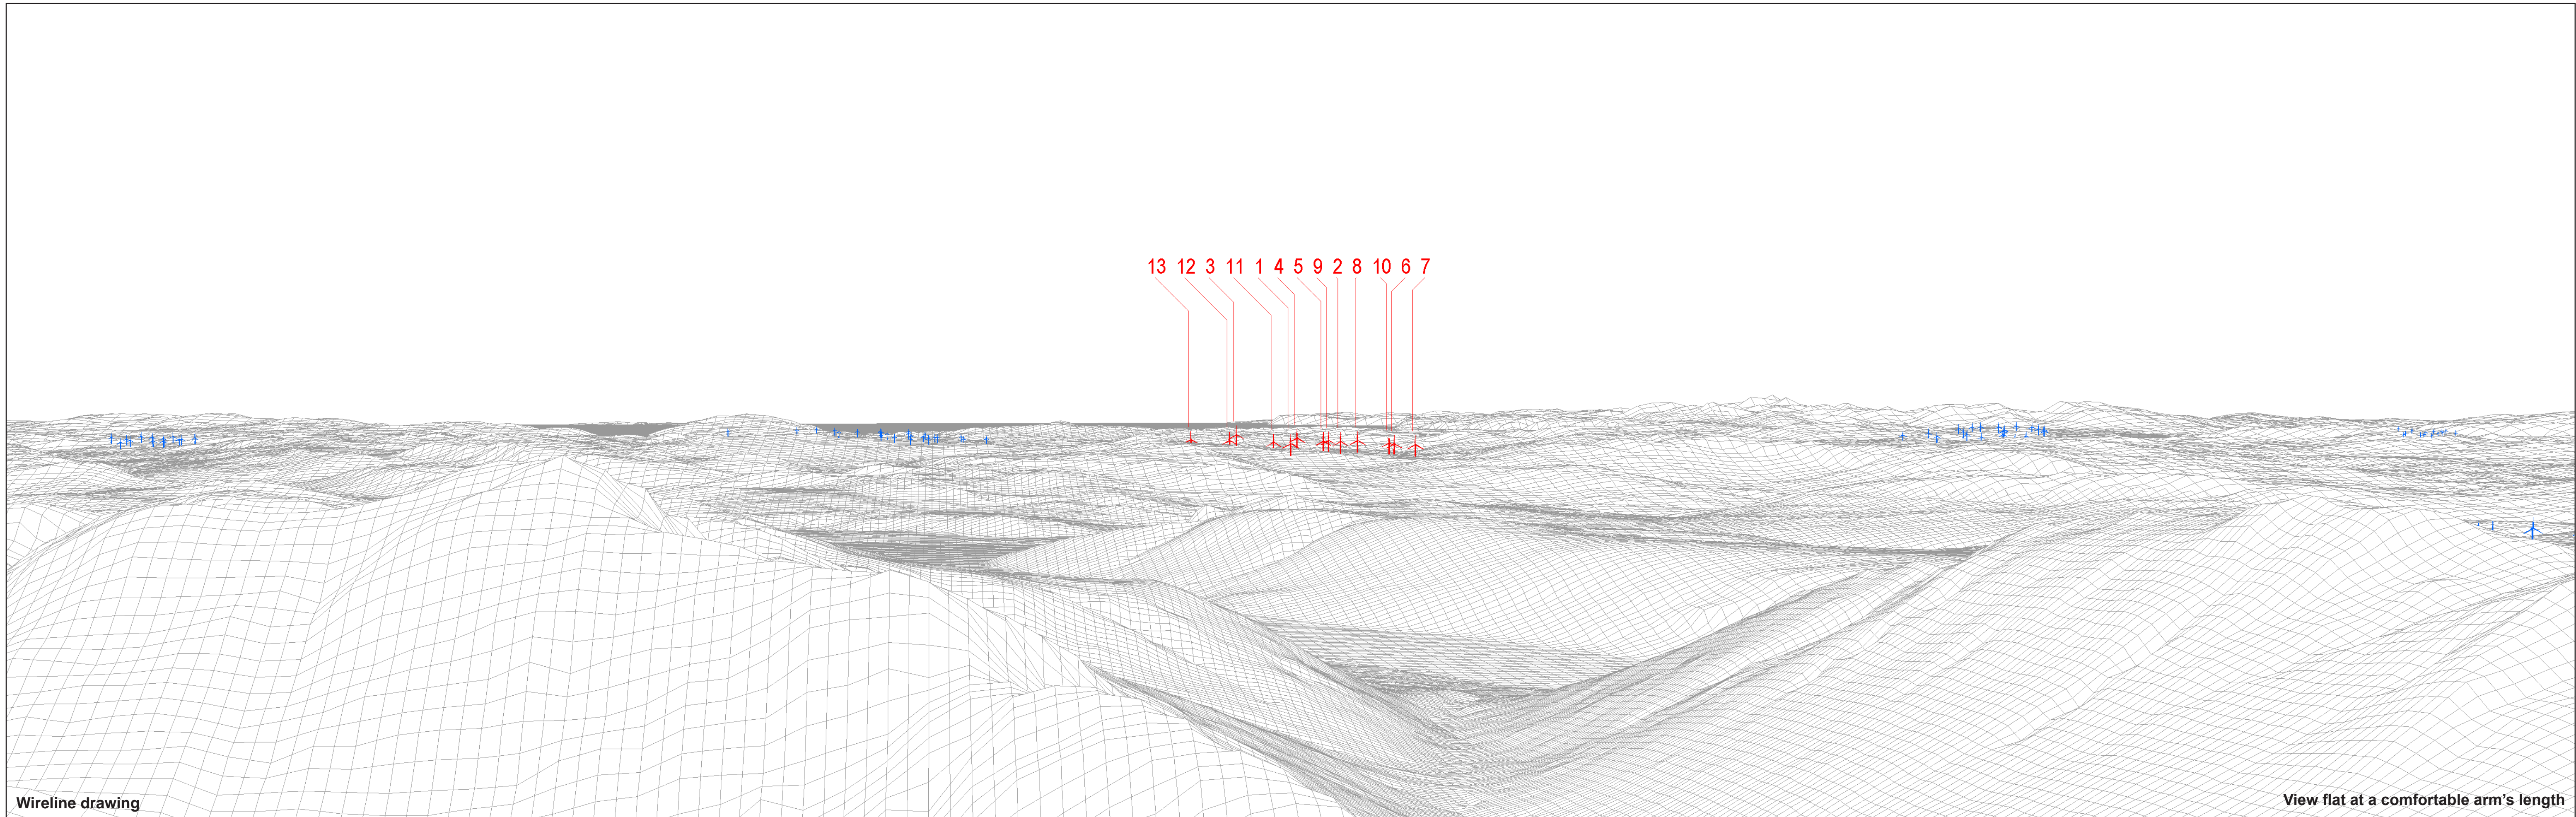 13 12 3 11 1 4 5 9 2 8 10 6 7
Wireline drawing
View flat at a comfortable arm's length